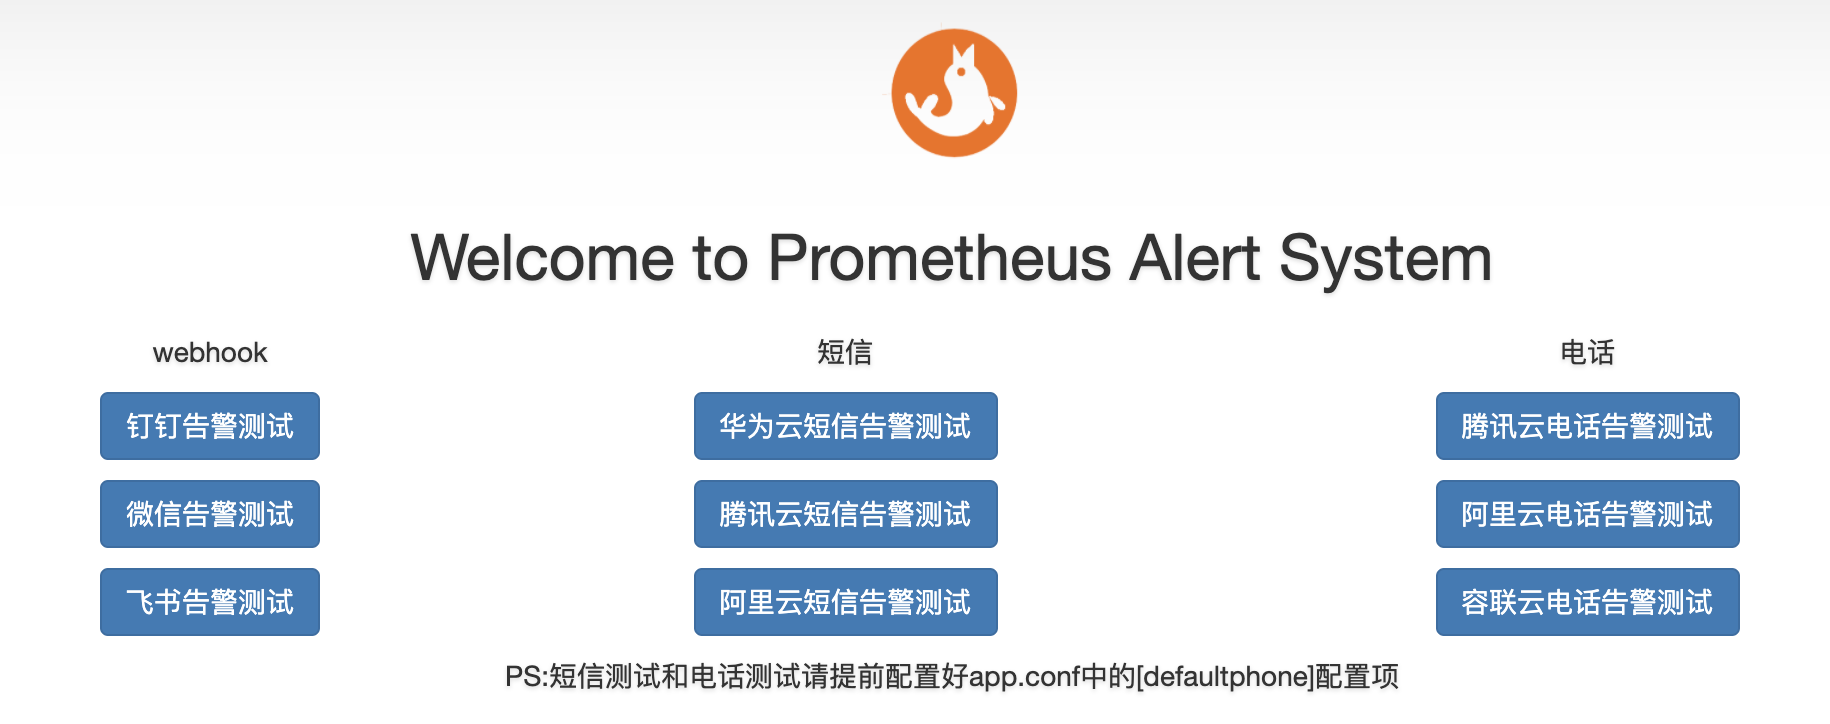 Welcome to Prometheus Alert System
webhook
钉钉告警测试
微信告警测试
飞书告警测试
短信
华为云短信告警测试
腾讯云短信告警测试
阿里云短信告警测试
电话
腾讯云电话告警测试
阿里云电话告警测试
容联云电话告警测试
PS:短信测试和电话测试请提前配置好app.conf中的[defaultphone]配置项